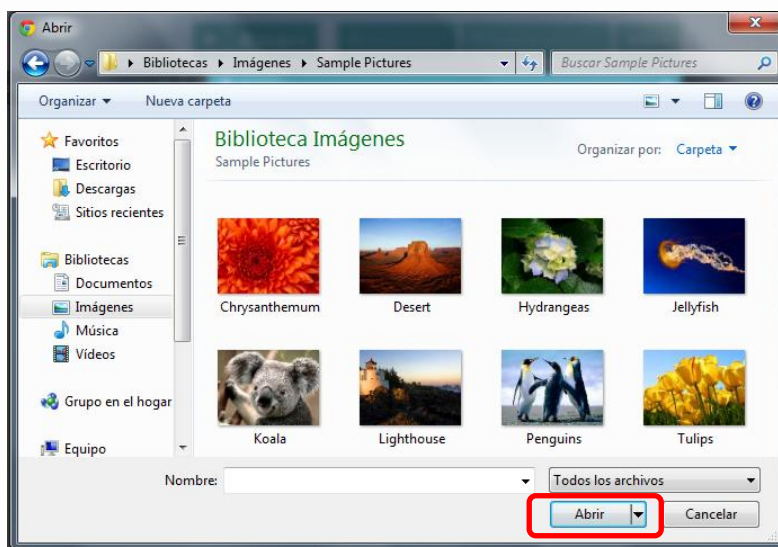 Abrir
Bibliotecas Imágenes Sample Pictures
Buscar Sample Pictures
Organizar Nueva carpeta
Favoritos
Escritorio
Descargas
Sitios recientes
Bibliotecas
Documentos
Imágenes
Música
Vídeos
Grupo en el hogar
Equipo
Biblioteca Imágenes
Sample Pictures
Organizar por: Carpeta
Chrysanthemum Desert Hydrangeas Jellyfish
Koala Lighthouse Penguins Tulips
Nombre: Todos los archivos
Abrir Cancelar